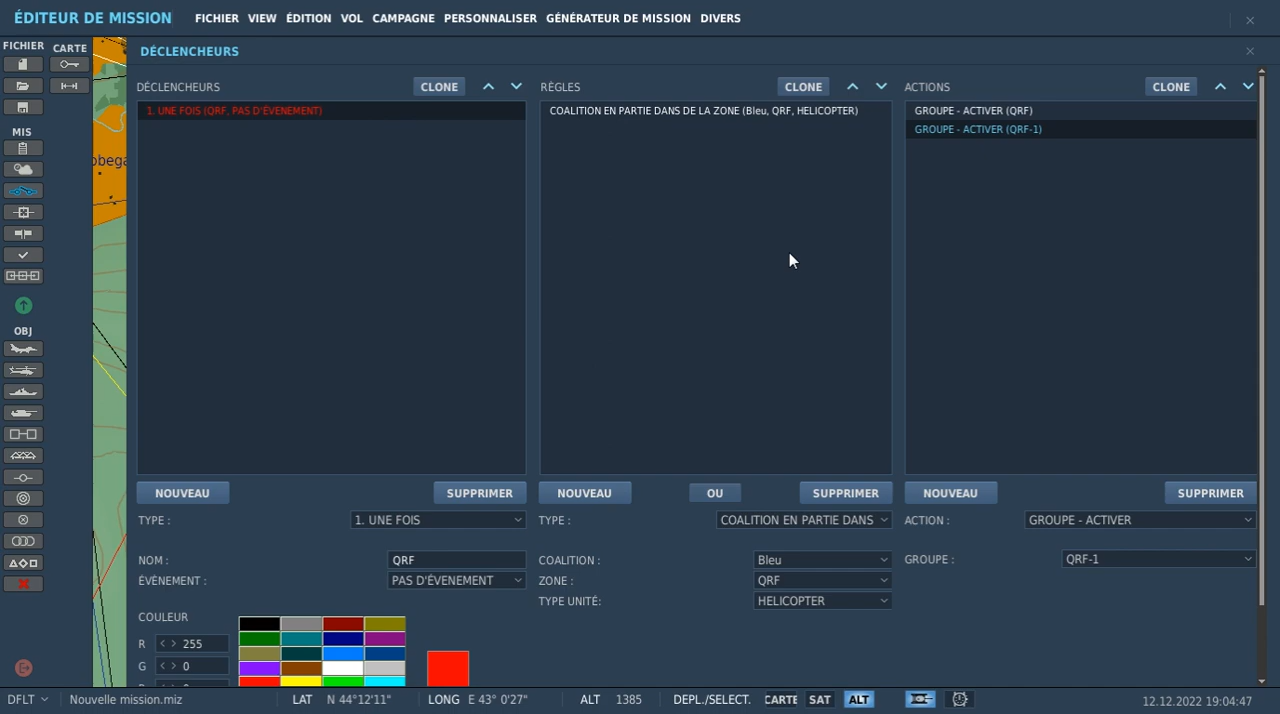 ÉDITEUR DE MISSION FICHIER VIEW ÉDITION VOL CAMPAGNE PERSONNALISER GÉNÉRATEUR DE MISSION DIVERS
FICHIER CARTE
DÉCLENCHEURS
DÉCLENCHEURS CLONE RÈGLES CLONE ACTIONS CLONE
1. UNE FOIS (QRF, PAS D'ÉVENEMENT) COALITION EN PARTIE DANS DE LA ZONE (Bleu, QRF, HELICOPTER) GROUPE - ACTIVER (QRF)
GROUPE - ACTIVER (QRF-1)
MIS
obega
OBJ
NOUVEAU SUPPRIMER NOUVEAU OU SUPPRIMER NOUVEAU SUPPRIMER
TYPE : 1. UNE FOIS TYPE : COALITION EN PARTIE DANS ACTION : GROUPE - ACTIVER
NOM : QRF COALITION : Bleu GROUPE : QRF-1
ÉVÈNEMENT : PAS D'ÉVENEMENT ZONE : QRF
TYPE UNITÉ: HELICOPTER
COULEUR
R < > 255
G < > 0
DFLT Nouvelle mission.miz LAT N 44°12'11" LONG E 43° 0'27" ALT 1385 DEPL./SELECT. CARTE SAT ALT 12.12.2022 19:04:47